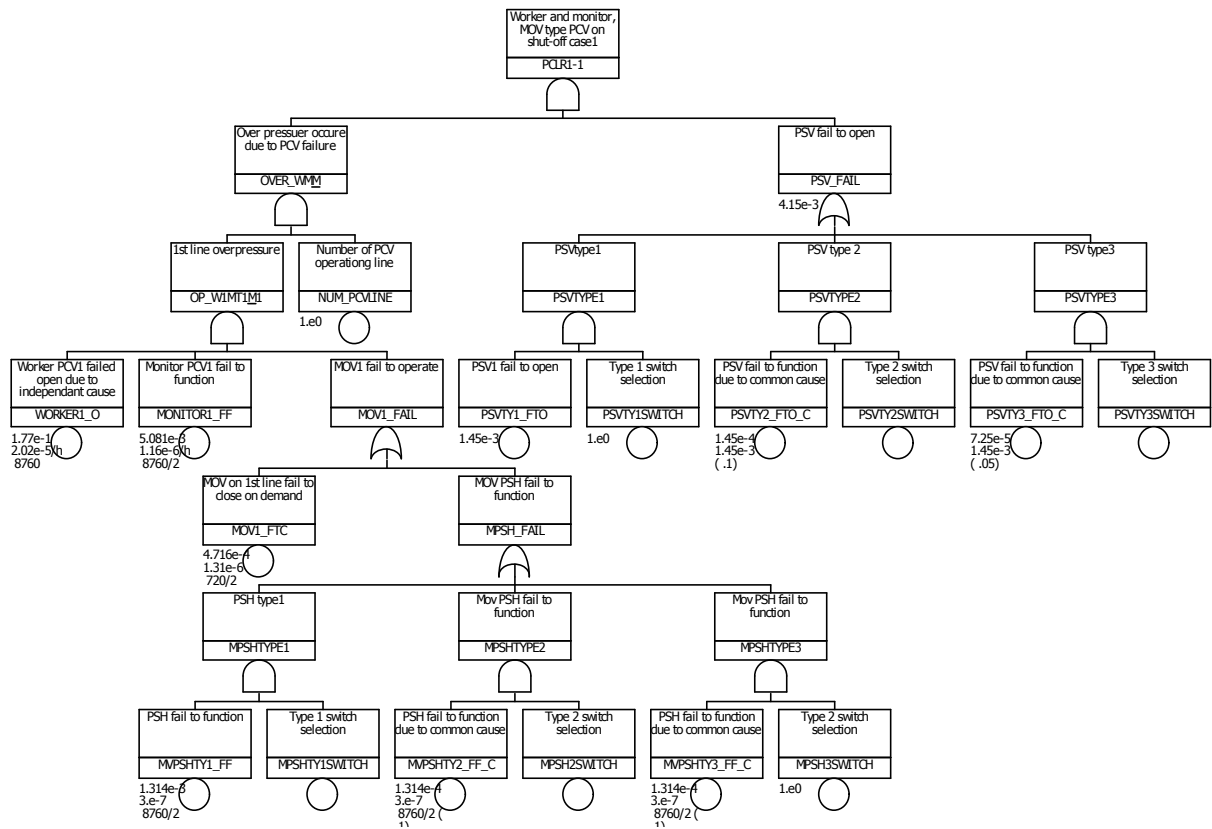 Worker and monitor,
MOV type PCV on
shut-off case1
PCLR1-1
Over pressuer occure
due to PCV failure
OVER_WMM
PSV fail to open
PSV_FAIL
4.15e-3
1st line overpressure
OP_W1MT1M1
Number of PCV
operationg line
NUM_PCVLINE
1.e0
PSVtype1
PSVTYPE1
PSV type 2
PSVTYPE2
PSV type3
PSVTYPE3
Worker PCV1 failed
open due to
independant cause
WORKER1_O
1.77e-1
2.02e-5/h
8760
Monitor PCV1 fail to
function
MONITOR1_FF
5.081e-3
1.16e-6/h
8760/2
MOV1 fail to operate
MOV1_FAIL
PSV1 fail to open
PSVTY1_FTO
1.45e-3
Type 1 switch
selection
PSVTY1SWITCH
1.e0
PSV fail to function
due to common cause
PSVTY2_FTO_C
1.45e-4
1.45e-3
( .1)
Type 2 switch
selection
PSVTY2SWITCH
PSV fail to function
due to common cause
PSVTY3_FTO_C
7.25e-5
1.45e-3
( .05)
Type 3 switch
selection
PSVTY3SWITCH
MOV on 1st line fail to
close on demand
MOV1_FTC
4.716e-4
1.31e-6
720/2
MOV PSH fail to
function
MPSH_FAIL
PSH type1
MPSHTYPE1
Mov PSH fail to
function
MPSHTYPE2
Mov PSH fail to
function
MPSHTYPE3
PSH fail to function
MVPSHTY1_FF
1.314e-3
3.e-7
8760/2
Type 1 switch
selection
MPSHTY1SWITCH
PSH fail to function
due to common cause
MVPSHTY2_FF_C
1.314e-4
3.e-7
8760/2 (
.1)
Type 2 switch
selection
MPSH2SWITCH
PSH fail to function
due to common cause
MVPSHTY3_FF_C
1.314e-4
3.e-7
8760/2 (
.1)
Type 2 switch
selection
MPSH3SWITCH
1.e0